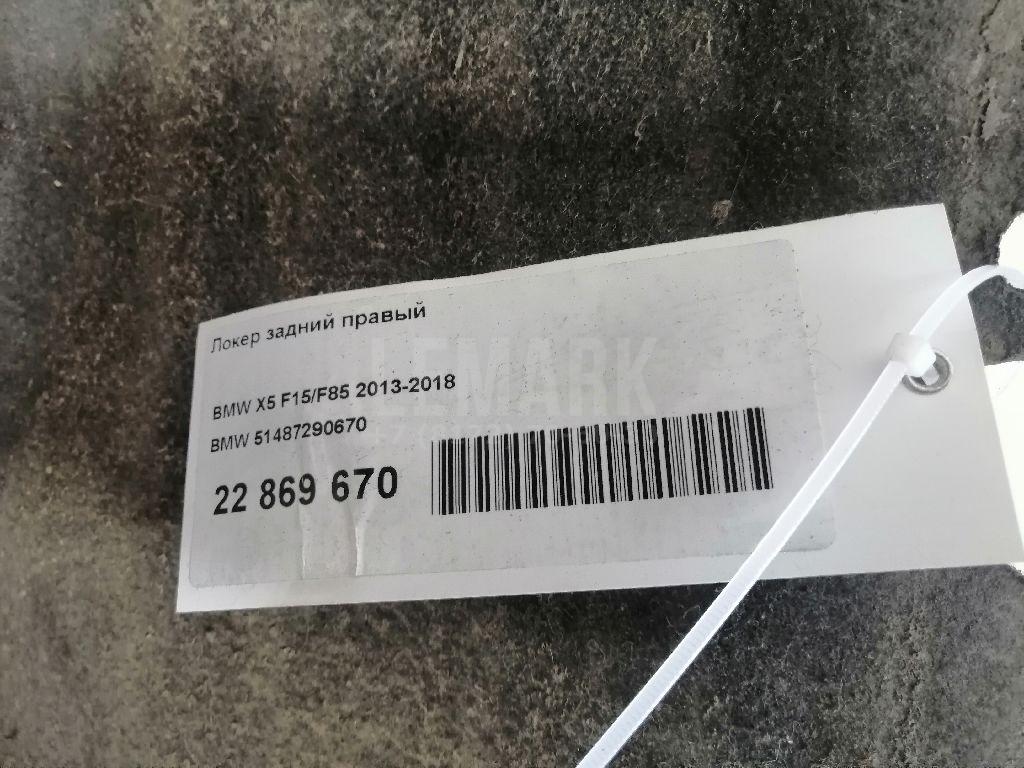 Локер задний правый
BMW X5 F15/F85 2013-2018
BMW 51487290670
22 869 670
LEMARK